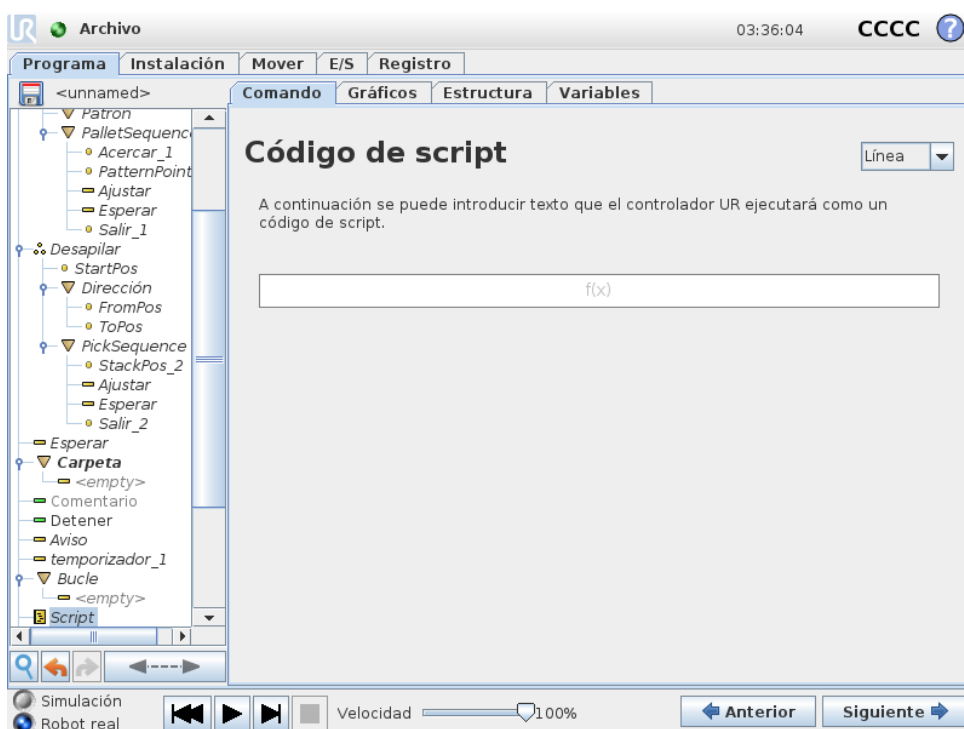 UR Archivo 03:36:04 CCCC ?
Programa Instalación Mover E/S Registro
<unnamed>
Comando Gráficos Estructura Variables
Patrón
PalletSequenc
Acercar_1
PatternPoint
Ajustar
Esperar
Salir_1
Desapilar
StartPos
Dirección
FromPos
ToPos
PickSequence
StackPos_2
Ajustar
Esperar
Salir_2
Esperar
Carpeta
<empty>
Comentario
Detener
Aviso
temporizador_1
Bucle
<empty>
Script
Código de script
Línea
A continuación se puede introducir texto que el controlador UR ejecutará como un
código de script.
f(x)
Simulación
Robot real
Velocidad 100%
Anterior Siguiente